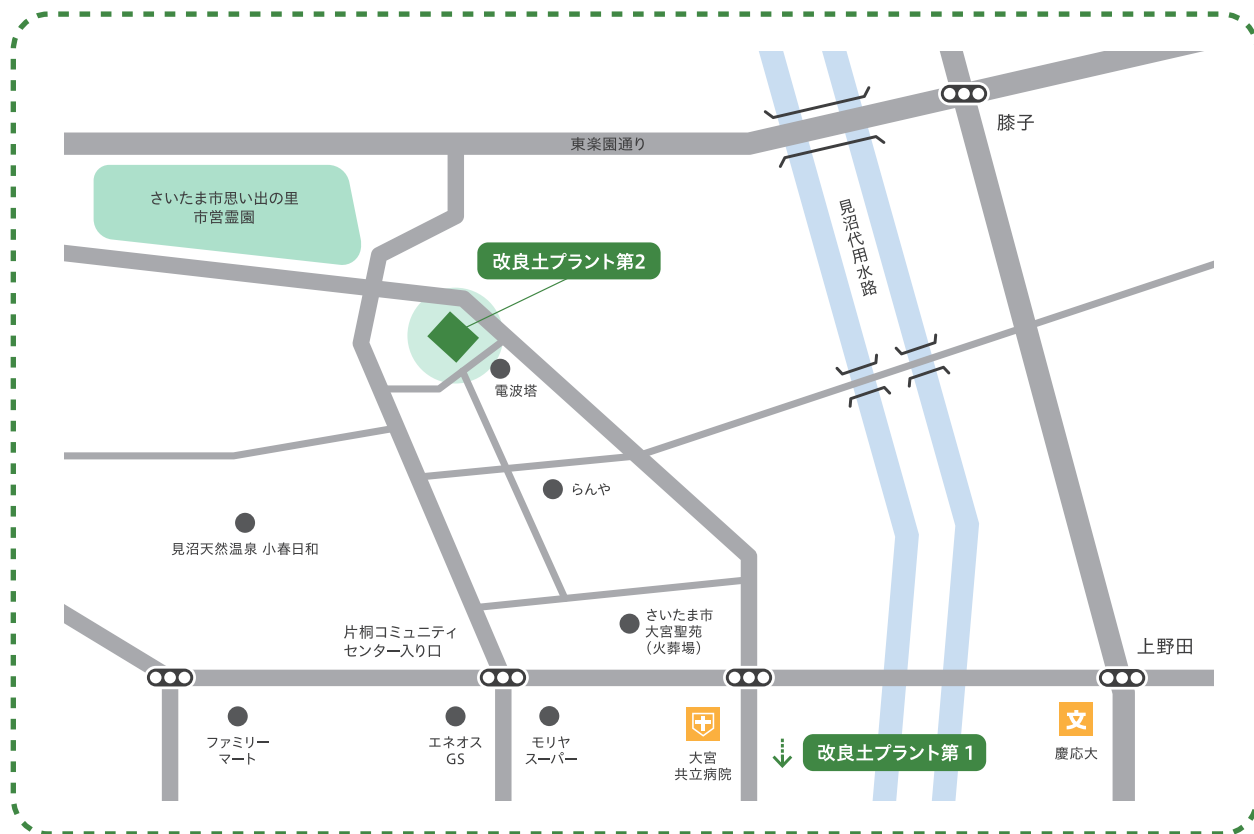 膝子
東楽園通り
さいたま市思い出の里
市営霊園
見沼代用水路
改良土プラント第2
電波塔
らんや
見沼天然温泉 小春日和
さいたま市
大宮聖苑
（火葬場）
片桐コミュニティ
センター入り口
上野田
ファミリー
マート
エネオス
GS
モリヤ
スーパー
大宮
共立病院
改良土プラント第1
慶応大
文